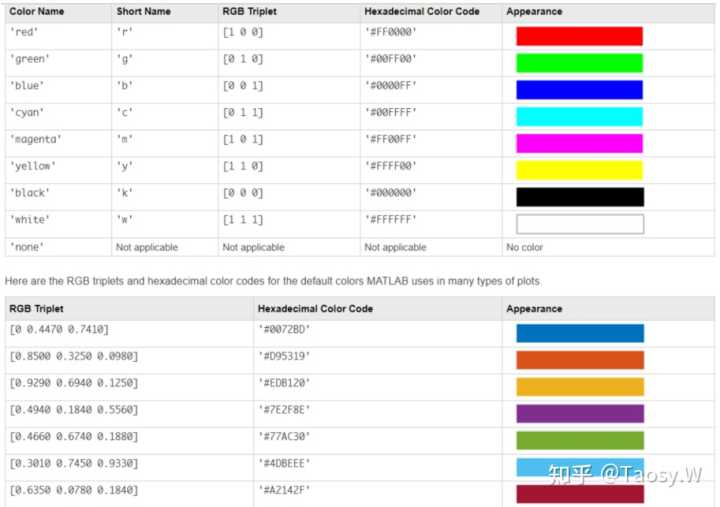 Color Name Short Name RGB Triplet Hexadecimal Color Code Appearance
'red' 'r' [1 0 0] '#FF0000'
'green' 'g' [0 1 0] '#00FF00'
'blue' 'b' [0 0 1] '#0000FF'
'cyan' 'c' [0 1 1] '#00FFFF'
'magenta' 'm' [1 0 1] '#FF00FF'
'yellow' 'y' [1 1 0] '#FFFF00'
'black' 'k' [0 0 0] '#000000'
'white' 'w' [1 1 1] '#FFFFFF'
'none' Not applicable Not applicable Not applicable No color
Here are the RGB triplets and hexadecimal color codes for the default colors MATLAB uses in many types of plots.
RGB Triplet Hexadecimal Color Code Appearance
[0 0.4470 0.7410] '#0072BD'
[0.8500 0.3250 0.0980] '#D95319'
[0.9290 0.6940 0.1250] '#EDB120'
[0.4940 0.1840 0.5560] '#7E2F8E'
[0.4660 0.6740 0.1880] '#77AC30'
[0.3010 0.7450 0.9330] '#4DBEEE'
[0.6350 0.0780 0.1840] '#A2142F'
知乎 @Taosy.W